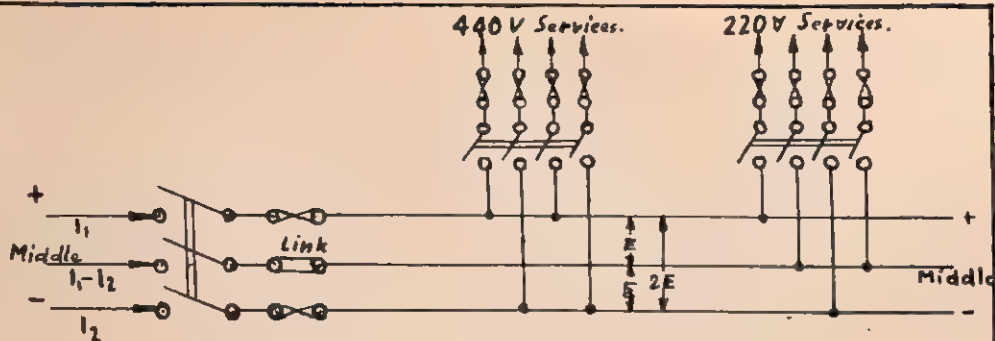 440 V Services. 220 V Services.
+
I₁ +
Link E
Middle 2E
I₁-I₂ E Middle
- -
I₂